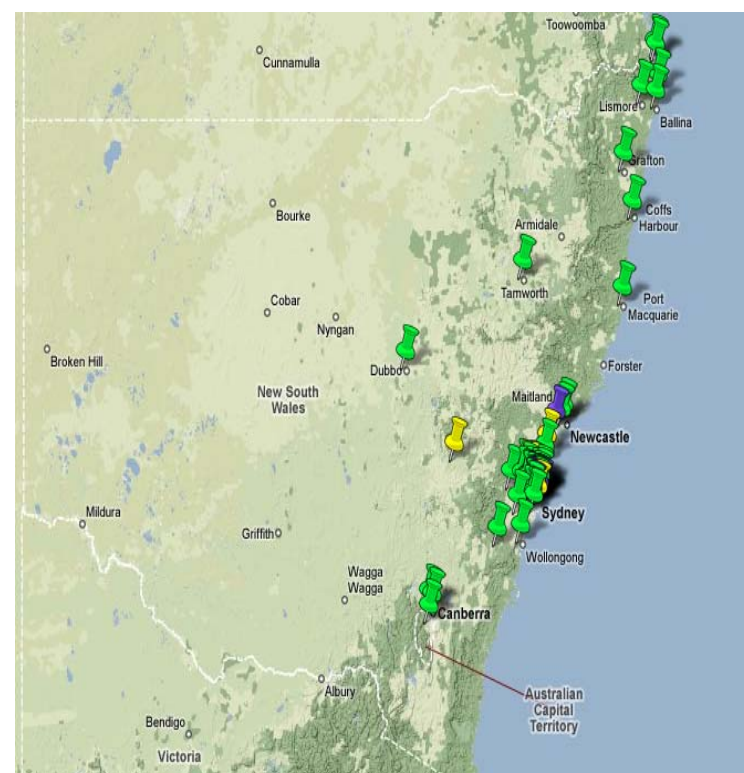 Toowoomba
Cunnamulla
Lismore
Ballina
Grafton
Bourke
Coffs
Harbour
Armidale
Tamworth
Cobar
Nyngan
Port
Macquarie
Broken Hill
Dubbo
Forster
New South
Wales
Maitland
Newcastle
Mildura
Sydney
Griffith
Wollongong
Wagga
Wagga
Canberra
Albury
Australian
Capital
Territory
Bendigo
Victoria